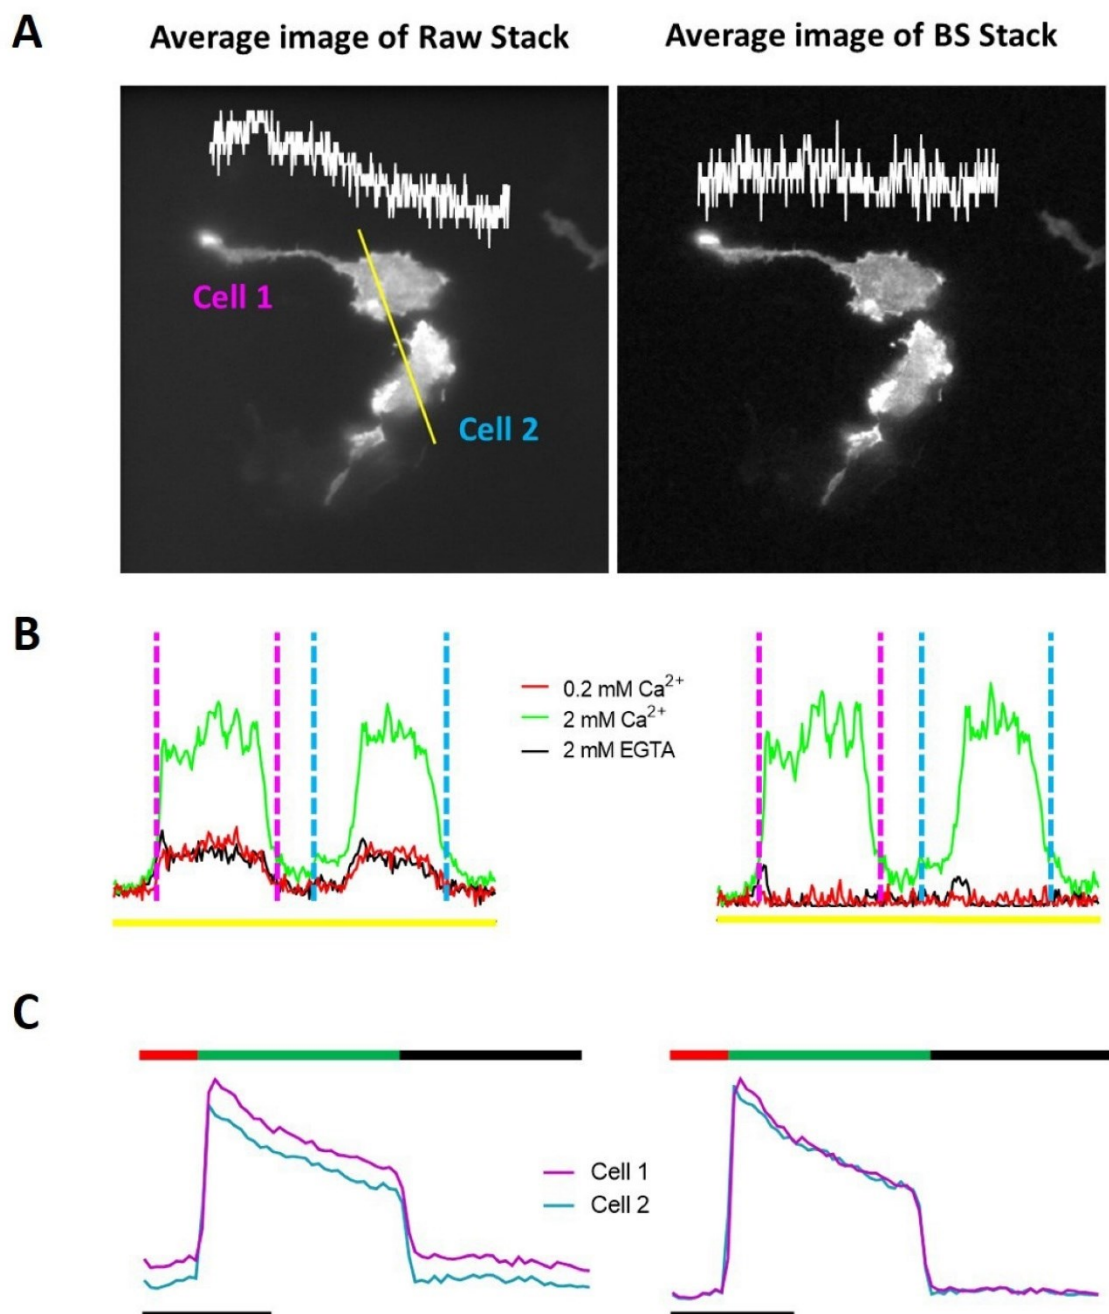 A
Average image of Raw Stack
Average image of BS Stack
Cell 1
Cell 2
B
0.2 mM Ca²⁺
2 mM Ca²⁺
2 mM EGTA
C
Cell 1
Cell 2